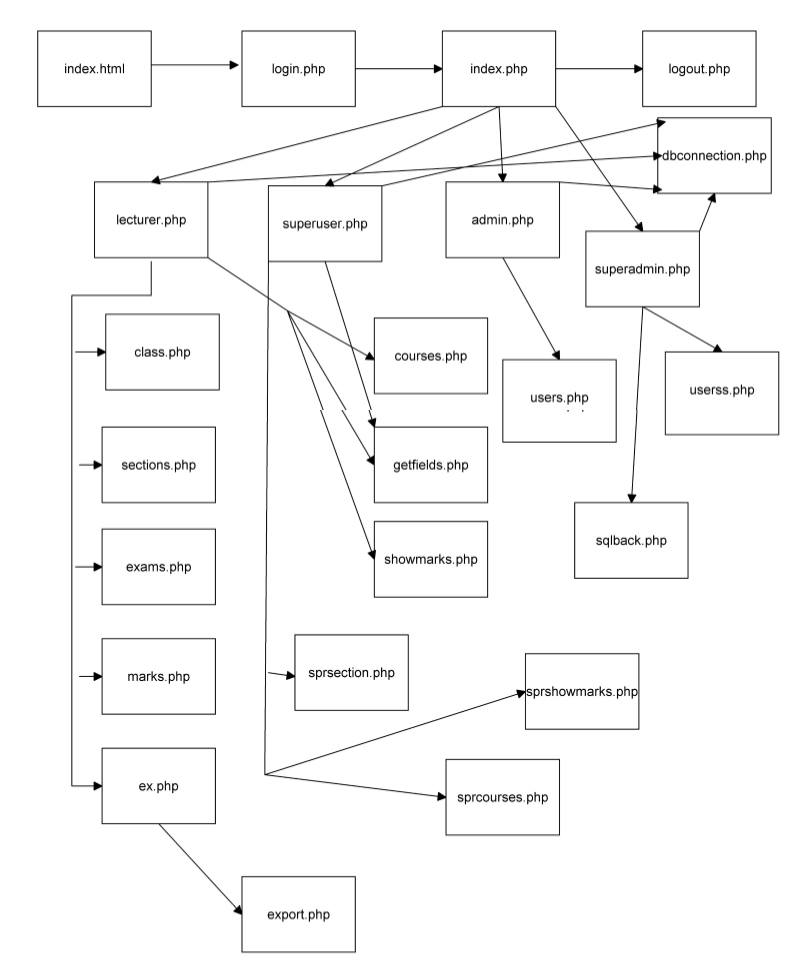 index.html
login.php
index.php
logout.php
dbconnection.php
lecturer.php
superuser.php
admin.php
superadmin.php
class.php
courses.php
users.php
userss.php
sections.php
getfields.php
exams.php
showmarks.php
sqlback.php
marks.php
sprsection.php
sprshowmarks.php
ex.php
sprcourses.php
export.php